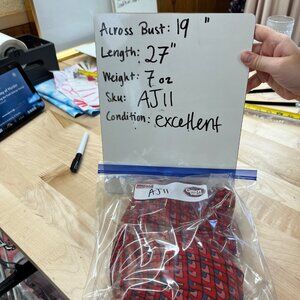 Across Bust: 19 "
Length: 27"
Weight: 7 oz
Sku: AJ11
Condition: excellent
AJ11